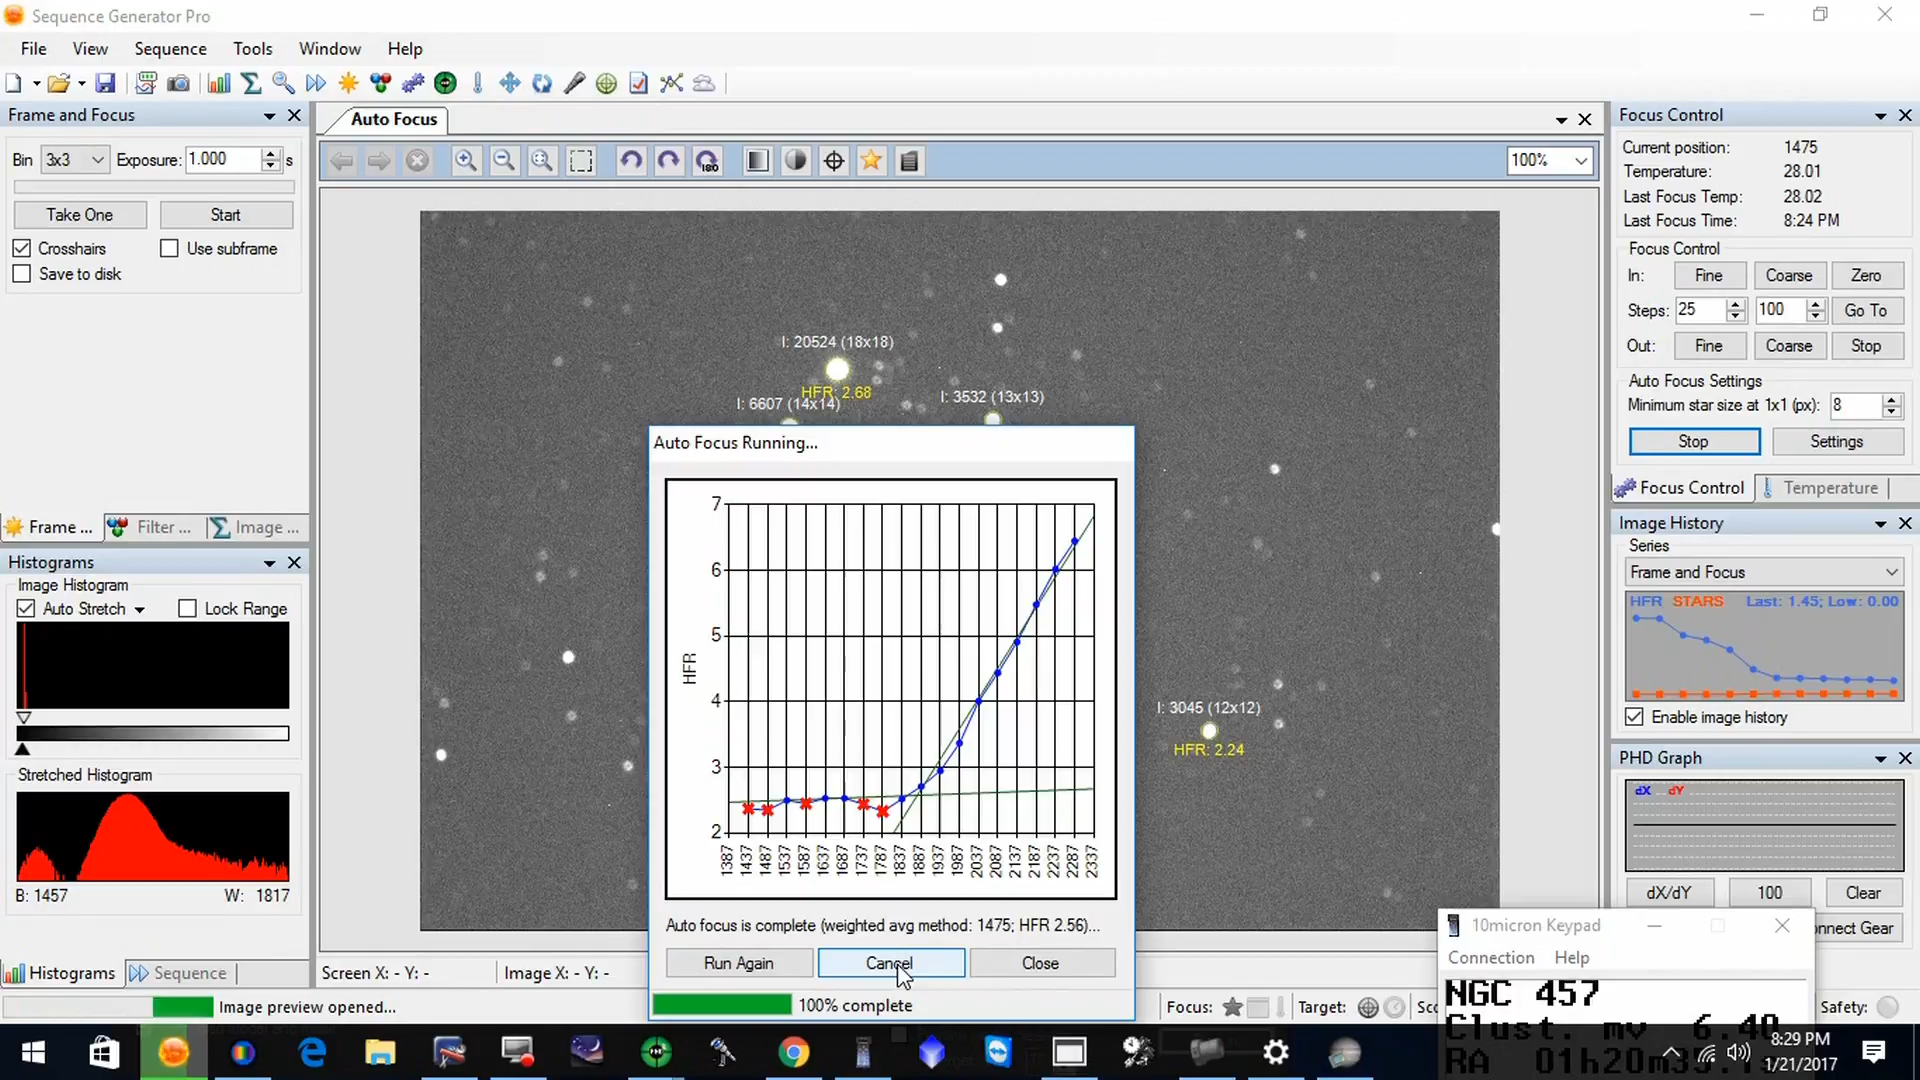 Sequence Generator Pro
File View Sequence Tools Window Help
Frame and Focus
Bin 3x3 Exposure: 1.000 s
Take One Start
Crosshairs Use subframe
Save to disk
Frame ... Filter ... Image ...
Histograms
Image Histogram
Auto Stretch Lock Range
Stretched Histogram
B: 1457 W: 1817
Histograms Sequence
Image preview opened...
Auto Focus
100%
I: 20524 (18x18)
HFR: 2.68
I: 6607 (14x14)
I: 3532 (13x13)
I: 3045 (12x12)
HFR: 2.24
Auto Focus Running...
7
6
5
4
3
2
HFR
1387 1437 1487 1537 1587 1637 1687 1737 1787 1837 1887 1937 1987 2037 2087 2137 2187 2237 2287 2337
Auto focus is complete (weighted avg method: 1475; HFR 2.56)...
Run Again Cancel Close
100% complete
Screen X: - Y: - Image X: - Y: -
Focus: Target: Sco
Safety:
Focus Control
Current position: 1475
Temperature: 28.01
Last Focus Temp: 28.02
Last Focus Time: 8:24 PM
Focus Control
In: Fine Coarse Zero
Steps: 25 100 Go To
Out: Fine Coarse Stop
Auto Focus Settings
Minimum star size at 1x1 (px): 8
Stop Settings
Focus Control Temperature
Image History
Series
Frame and Focus
HFR STARS Last: 1.45; Low: 0.00
Enable image history
PHD Graph
dX dY
dX/dY 100 Clear
nnect Gear
10micron Keypad
Connection Help
NGC 457
Clust. mv 6.40
RA 01h20m
8:29 PM
1/21/2017